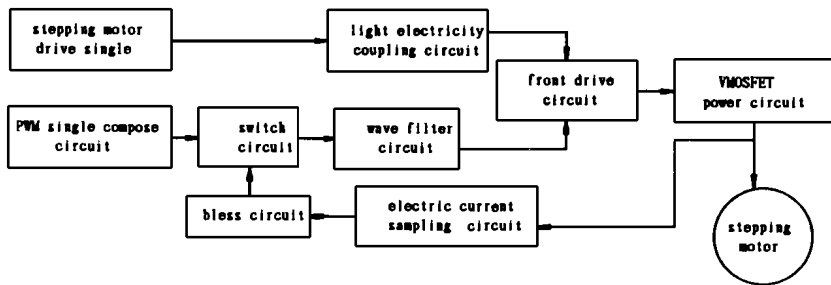 stepping motor
drive single
light electricity
coupling circuit
front drive
circuit
VMOSFET
power circuit
PWM single compose
circuit
switch
circuit
wave filter
circuit
bless circuit
electric current
sampling circuit
stepping
motor